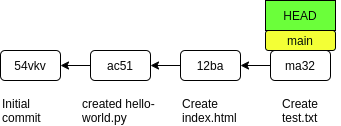 HEAD
main
54vkv
ac51
12ba
ma32
Initial
commit
created hello-
world.py
Create
index.html
Create
test.txt